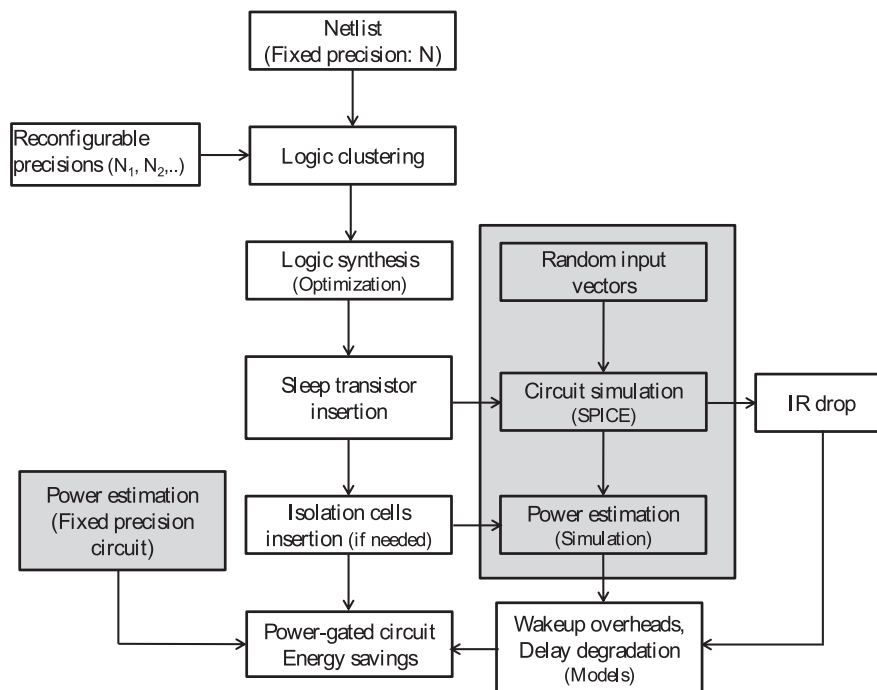 Netlist
(Fixed precision: N)
Reconfigurable
precisions (N₁, N₂,..)
Logic clustering
Logic synthesis
(Optimization)
Random input
vectors
Sleep transistor
insertion
Circuit simulation
(SPICE)
IR drop
Power estimation
(Fixed precision
circuit)
Isolation cells
insertion (if needed)
Power estimation
(Simulation)
Power-gated circuit
Energy savings
Wakeup overheads,
Delay degradation
(Models)